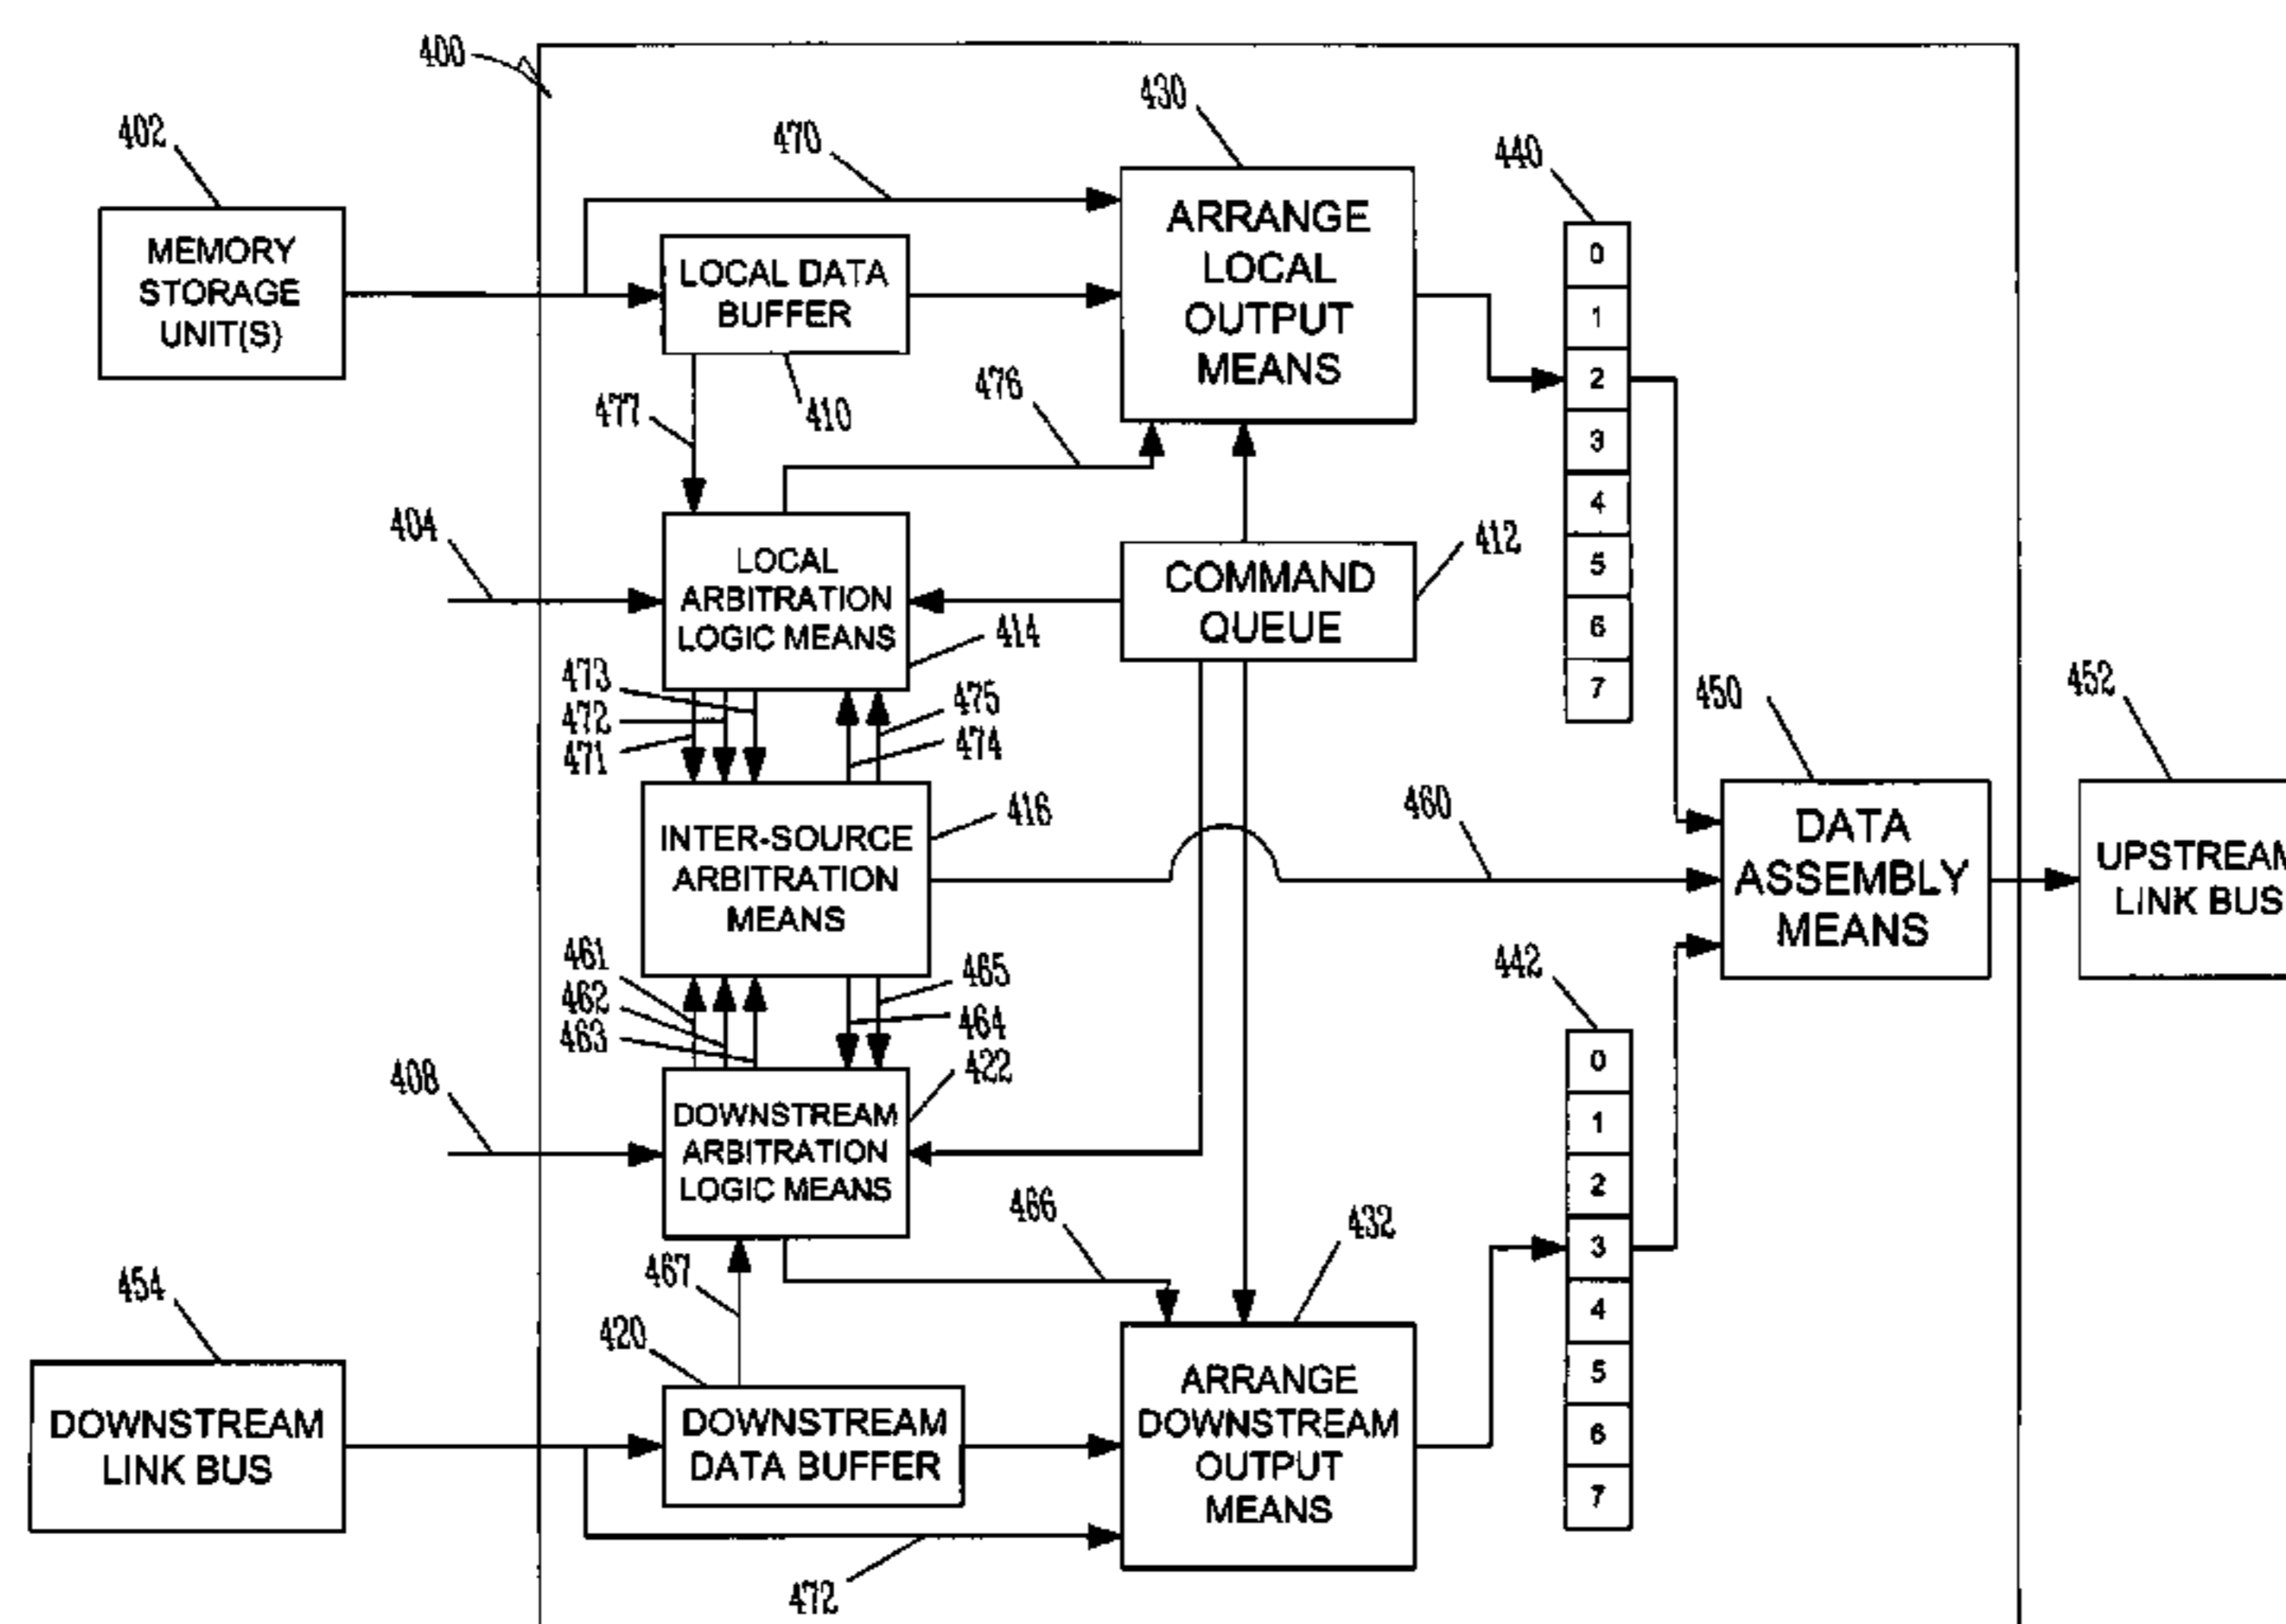 400
402
MEMORY
STORAGE
UNIT(S)
470
430
ARRANGE
LOCAL
OUTPUT
MEANS
440
0
1
2
3
4
5
6
7
LOCAL DATA
BUFFER
410
477
476
404
LOCAL
ARBITRATION
LOGIC MEANS
414
COMMAND
QUEUE
412
473
472
471
475
474
INTER-SOURCE
ARBITRATION
MEANS
416
460
450
DATA
ASSEMBLY
MEANS
452
UPSTREAM
LINK BUS
461
462
463
465
464
422
408
DOWNSTREAM
ARBITRATION
LOGIC MEANS
442
0
1
2
3
4
5
6
7
466
432
467
454
DOWNSTREAM
LINK BUS
420
DOWNSTREAM
DATA BUFFER
ARRANGE
DOWNSTREAM
OUTPUT
MEANS
472